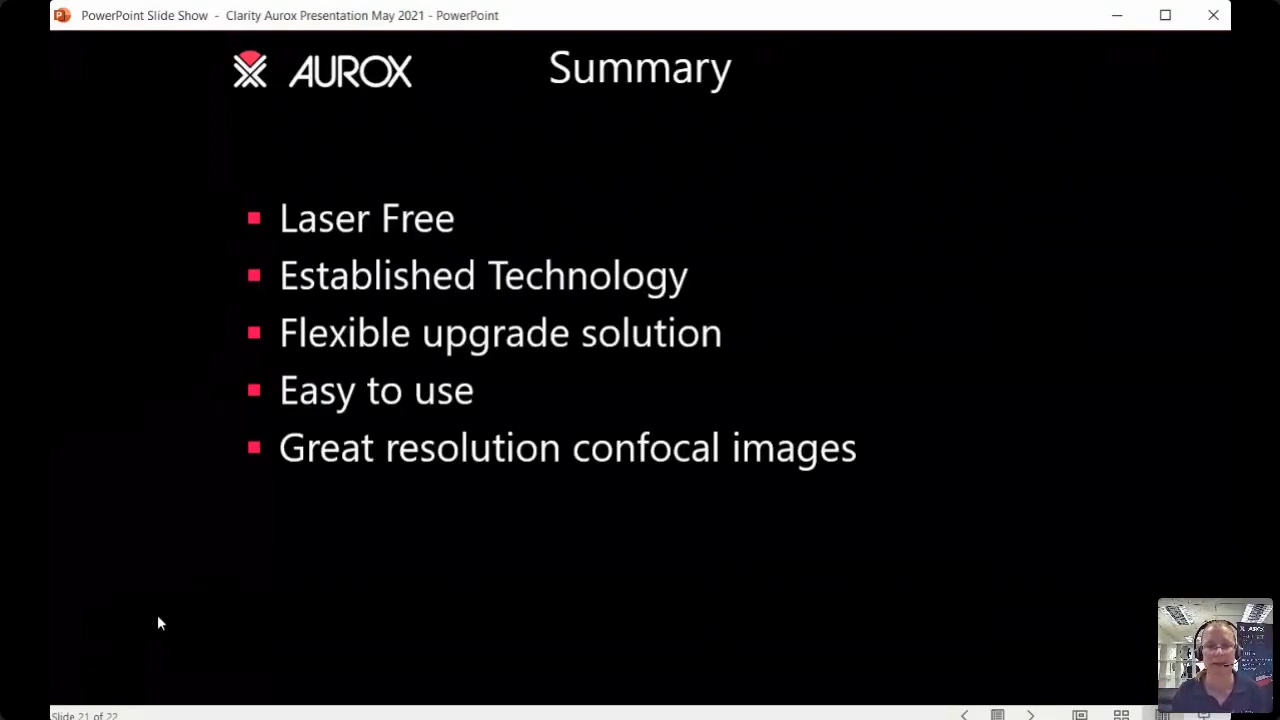 PowerPoint Slide Show - Clarity Aurox Presentation May 2021 - PowerPoint
AUROX
Summary
Laser Free
Established Technology
Flexible upgrade solution
Easy to use
Great resolution confocal images
Slide 21 of 22